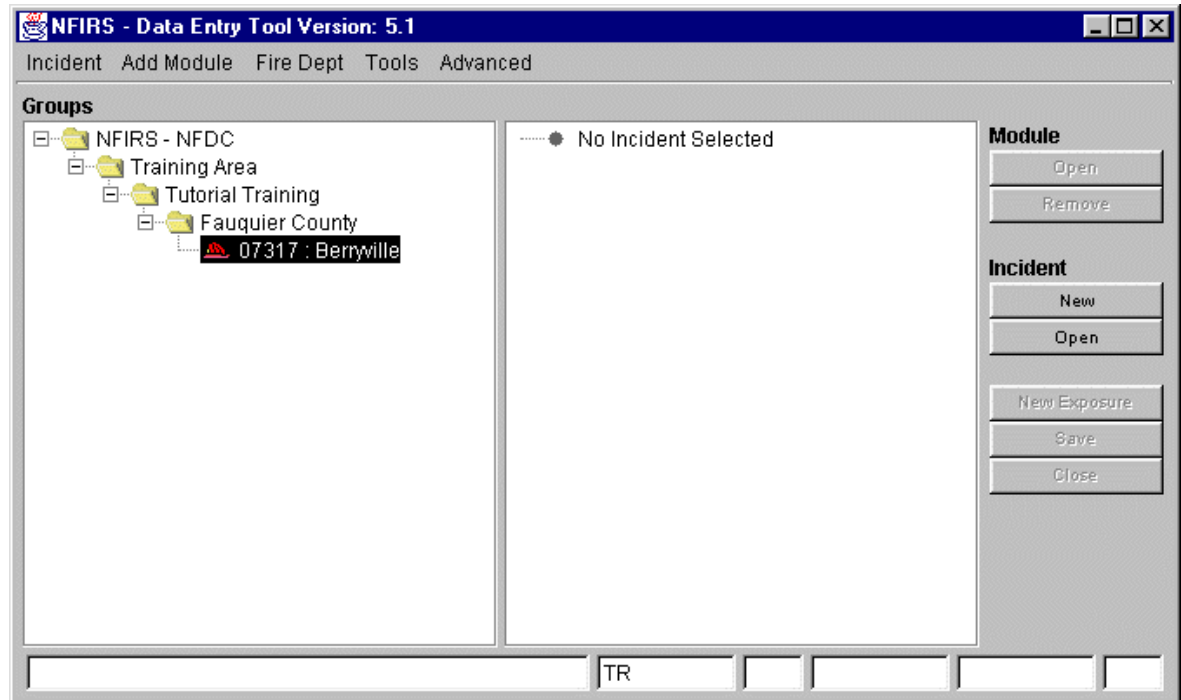 NFIRS - Data Entry Tool Version: 5.1
Incident Add Module Fire Dept Tools Advanced
Groups
NFIRS - NFDC
Training Area
Tutorial Training
Fauquier County
07317 : Berryville
No Incident Selected
Module
Open
Remove
Incident
New
Open
New Exposure
Save
Close
TR